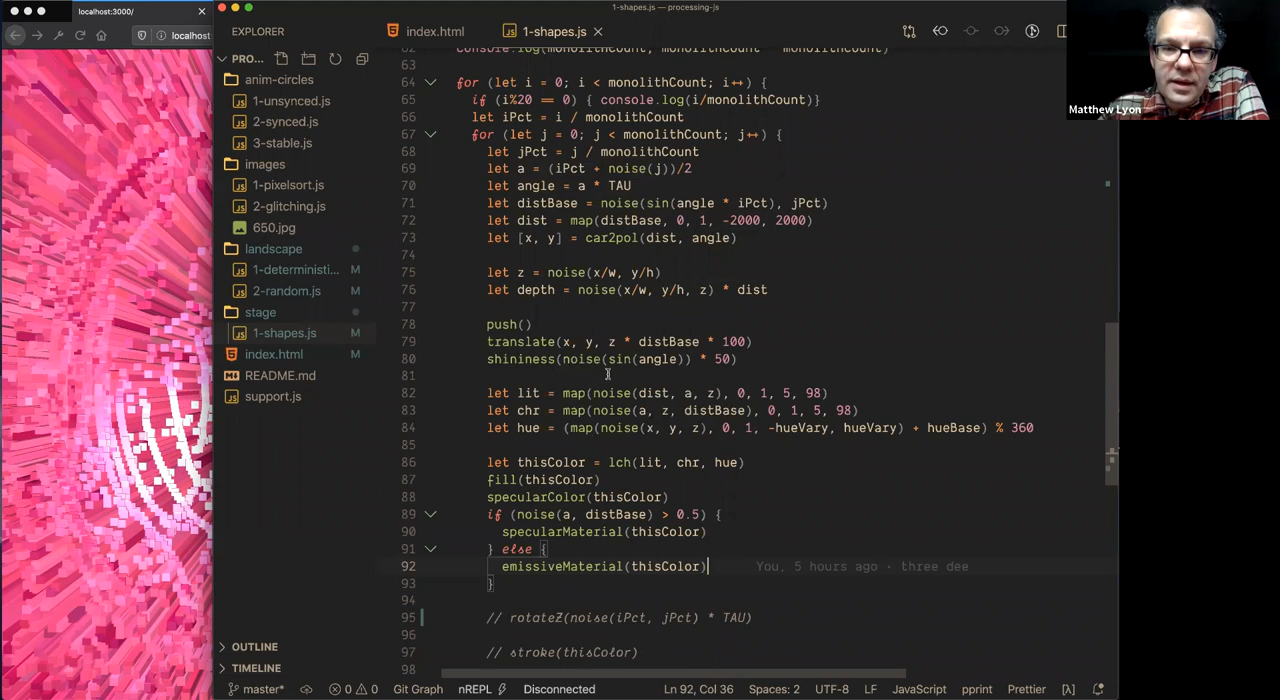 localhost:3000/
localhost
1-shapes.js — processing-js
EXPLORER
PRO...
anim-circles
1-unsynced.js
2-synced.js
3-stable.js
images
1-pixelsort.js
2-glitching.js
650.jpg
landscape
1-deterministi... M
2-random.js M
stage
1-shapes.js M
index.html M
README.md
support.js
OUTLINE
TIMELINE
index.html
1-shapes.js
62 console.log(monolithCount, monolithCount * monolithCount)
63
64 for (let i = 0; i < monolithCount; i++) {
65 if (i%20 == 0) { console.log(i/monolithCount)}
66 let iPct = i / monolithCount
67 for (let j = 0; j < monolithCount; j++) {
68 let jPct = j / monolithCount
69 let a = (iPct + noise(j))/2
70 let angle = a * TAU
71 let distBase = noise(sin(angle * iPct), jPct)
72 let dist = map(distBase, 0, 1, -2000, 2000)
73 let [x, y] = car2pol(dist, angle)
74
75 let z = noise(x/w, y/h)
76 let depth = noise(x/w, y/h, z) * dist
77
78 push()
79 translate(x, y, z * distBase * 100)
80 shininess(noise(sin(angle)) * 50)
81
82 let lit = map(noise(dist, a, z), 0, 1, 5, 98)
83 let chr = map(noise(a, z, distBase), 0, 1, 5, 98)
84 let hue = (map(noise(x, y, z), 0, 1, -hueVary, hueVary) + hueBase) % 360
85
86 let thisColor = lch(lit, chr, hue)
87 fill(thisColor)
88 specularColor(thisColor)
89 if (noise(a, distBase) > 0.5) {
90 specularMaterial(thisColor)
91 } else {
92 emissiveMaterial(thisColor) You, 5 hours ago · three dee
93 }
94
95 // rotateZ(noise(iPct, jPct) * TAU)
96
97 // stroke(thisColor)
98
Matthew Lyon
master* 0 0 Git Graph nREPL Disconnected Ln 92, Col 36 Spaces: 2 UTF-8 LF JavaScript pprint Prettier [λ]